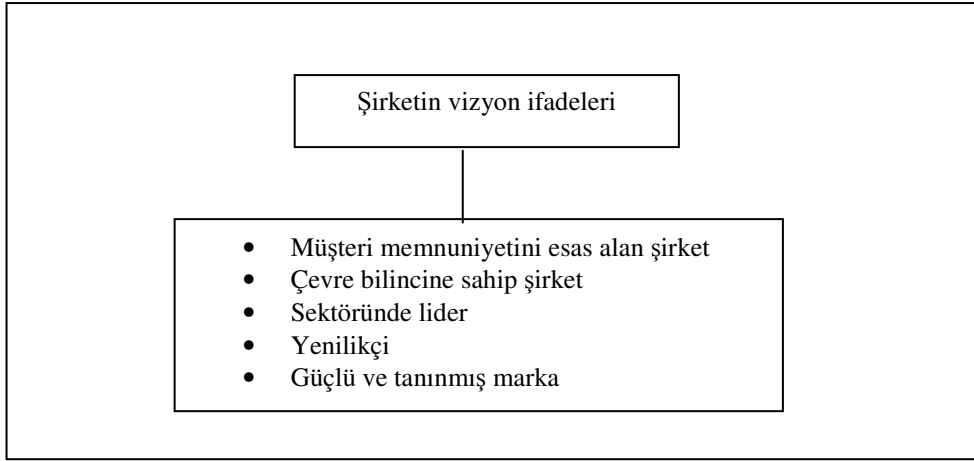 Şirketin vizyon ifadeleri
• Müşteri memnuniyetini esas alan şirket
• Çevre bilincine sahip şirket
• Sektöründe lider
• Yenilikçi
• Güçlü ve tanınmış marka